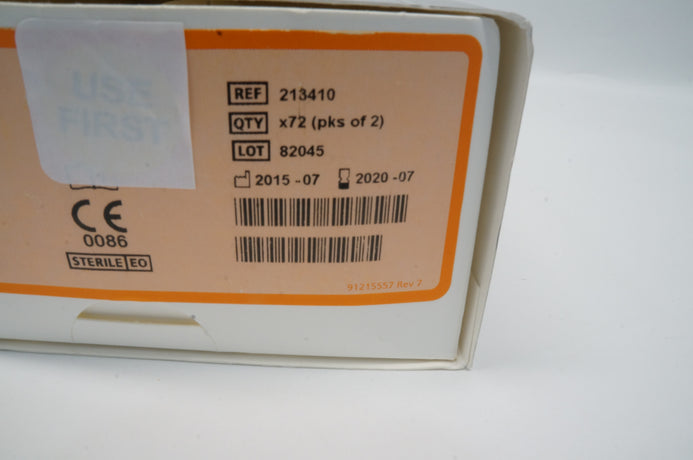 USE
FIRST
REF 213410
QTY x72 (pks of 2)
LOT 82045
2015 -07 2020 -07
CE
0086
STERILE EO
91215557 Rev 7